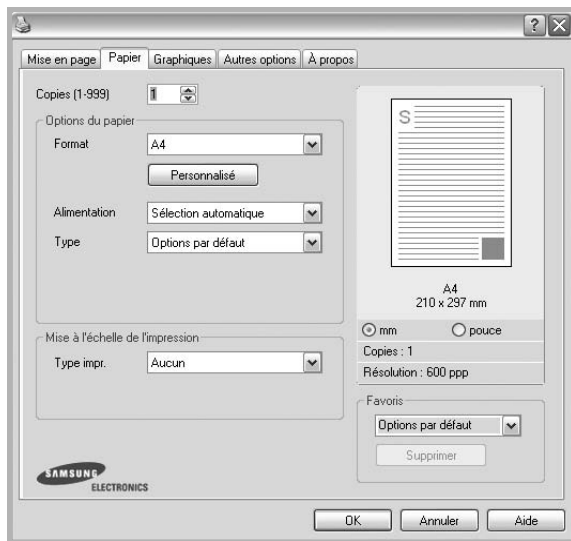 Mise en page Papier Graphiques Autres options À propos
Copies (1-999) 1
Options du papier
Format A4
Personnalisé
Alimentation Sélection automatique
Type Options par défaut
Mise à l'échelle de l'impression
Type impr. Aucun
SAMSUNG
ELECTRONICS
S
A4
210 x 297 mm
mm pouce
Copies : 1
Résolution : 600 ppp
Favoris
Options par défaut
Supprimer
OK Annuler Aide